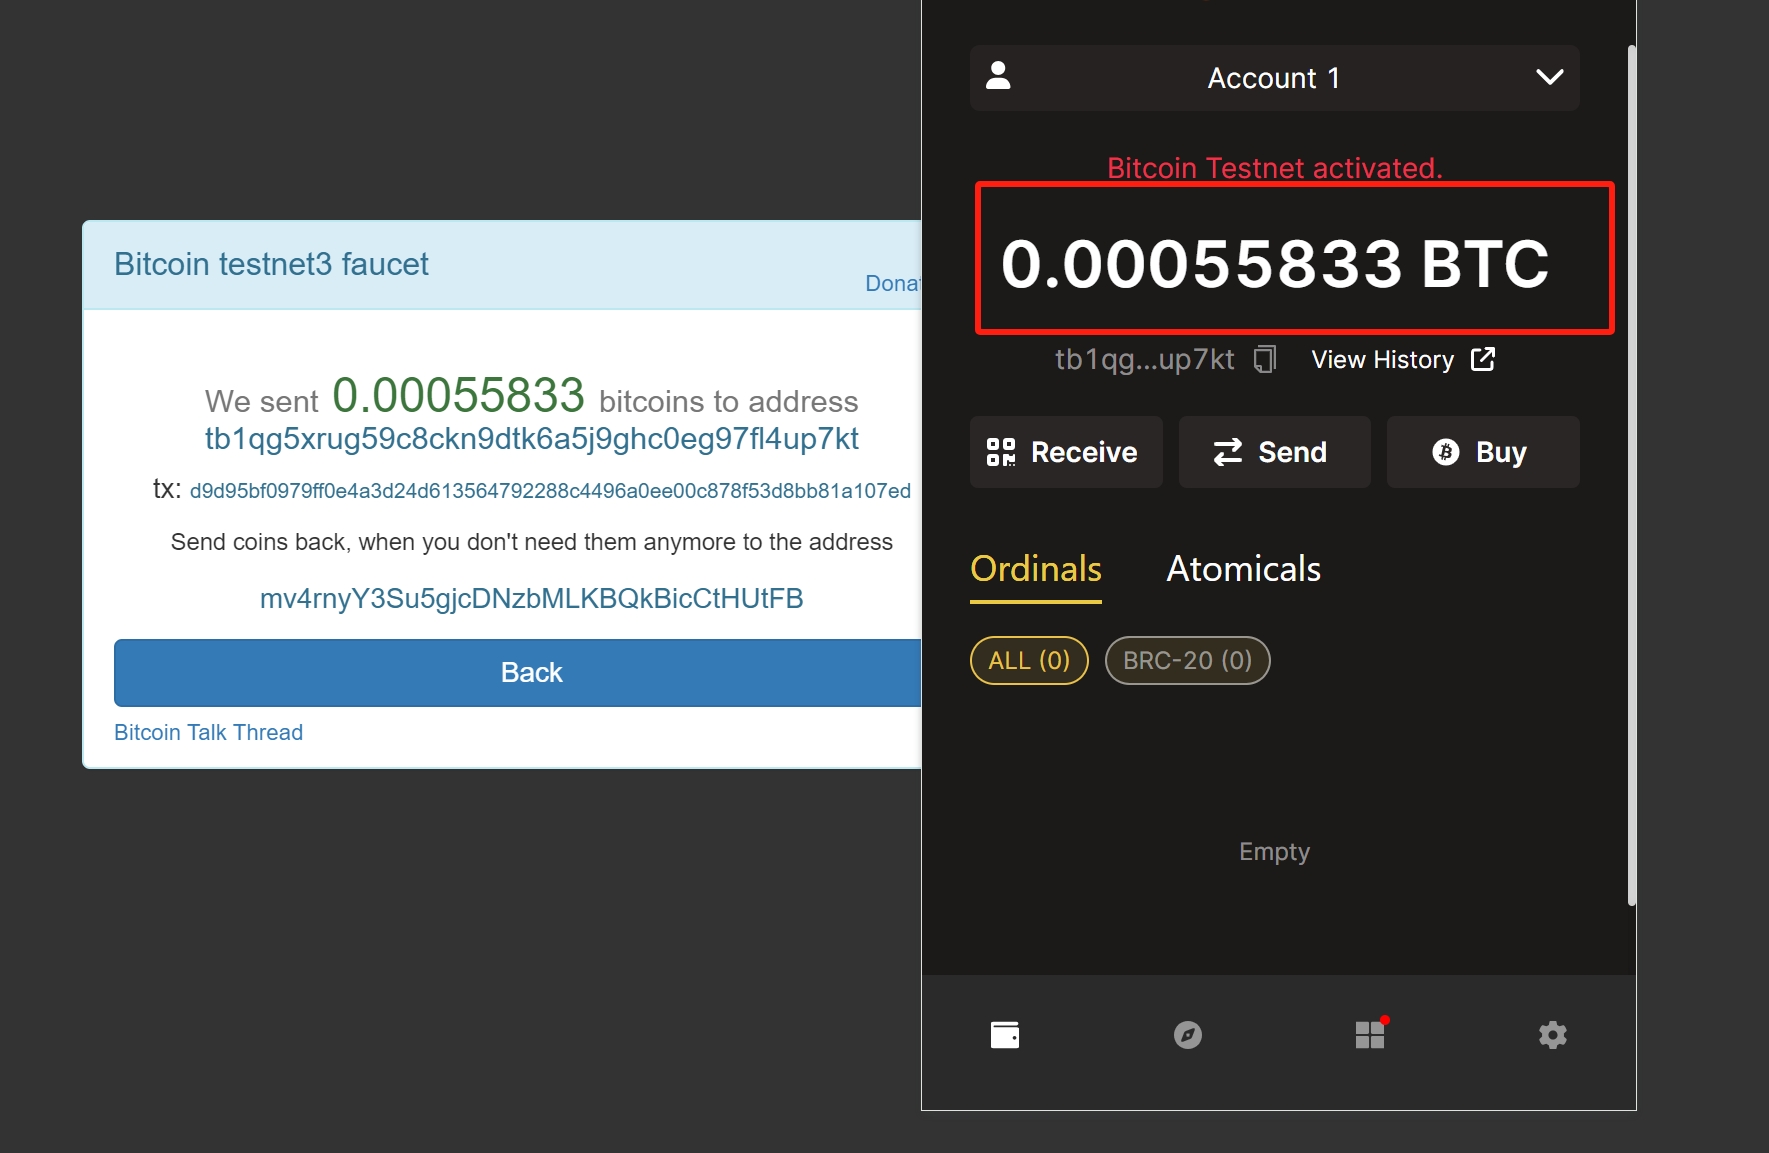 Bitcoin testnet3 faucet
Donat
We sent 0.00055833 bitcoins to address
tb1qg5xrug59c8ckn9dtk6a5j9ghc0eg97fl4up7kt
tx: d9d95bf0979ff0e4a3d24d613564792288c4496a0ee00c878f53d8bb81a107ed
Send coins back, when you don't need them anymore to the address
mv4rnyY3Su5gjcDNzbMLKBQkBicCtHUtFB
Back
Bitcoin Talk Thread
Account 1
Bitcoin Testnet activated.
0.00055833 BTC
tb1qg...up7kt View History
Receive Send Buy
Ordinals Atomicals
ALL (0) BRC-20 (0)
Empty